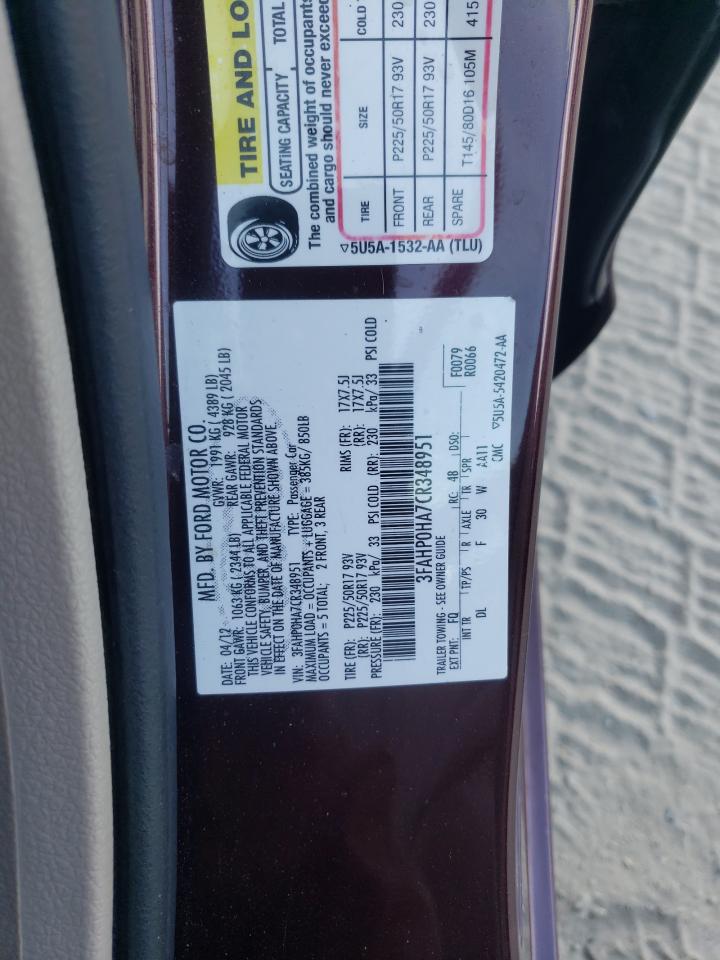 TIRE AND LO
SEATING CAPACITY TOTAL
The combined weight of occupants
and cargo should never exceed
TIRE SIZE COLD T
FRONT P225/50R17 93V 230
REAR P225/50R17 93V 230
SPARE T145/80D16 105M 415
▽5U5A-1532-AA (TLU)
MFD. BY FORD MOTOR CO.
DATE: 04/12 GVWR: 1991 KG ( 4389 LB)
FRONT GAWR: 1063 KG ( 2344 LB) REAR GAWR: 928 KG ( 2045 LB)
THIS VEHICLE CONFORMS TO ALL APPLICABLE FEDERAL MOTOR
VEHICLE SAFETY, BUMPER, AND THEFT PREVENTION STANDARDS
IN EFFECT ON THE DATE OF MANUFACTURE SHOWN ABOVE.
VIN: 3FAHP0HA7CR348951 TYPE: Passenger Car
MAXIMUM LOAD = OCCUPANTS + LUGGAGE = 385KG/ 850LB
OCCUPANTS = 5 TOTAL; 2 FRONT, 3 REAR
TIRE (FR): P225/50R17 93V RIMS (FR): 17X7.5J
(RR): P225/50R17 93V (RR): 17X7.5J
PRESSURE (FR): 230 kPa/ 33 PSI COLD (RR): 230 kPa/ 33 PSI COLD
3FAHP0HA7CR348951
TRAILER TOWING - SEE OWNER GUIDE F0079
EXT PNT: FQ RC: 48 DSO: R0066
INT TR TP/PS R AXLE TR SPR
DL F 30 W AA11
CMC ▽5U5A-5420472-AA